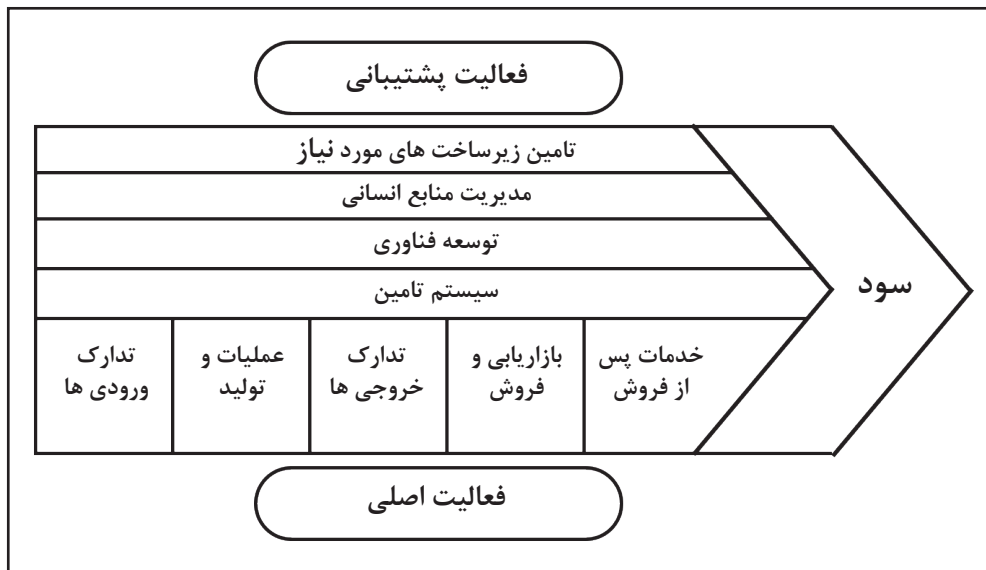 فعالیت پشتیبانی
تامین زیرساخت های مورد نیاز
مدیریت منابع انسانی
توسعه فناوری
سیستم تامین
سود
خدمات پس
از فروش
بازاریابی و
فروش
تدارک
خروجی ها
عملیات و
تولید
تدارک
ورودی ها
فعالیت اصلی